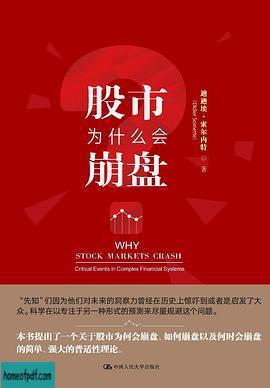 股市
为什么会
崩盘
迪迪埃·索尔内特
(Didier Sornette)
著
WHY
STOCK MARKETS CRASH
Critical Events in Complex Financial Systems
“先知”们因为他们对未来的洞察力曾经在历史上惊吓到或者是启发了大
众。科学在以专注于另一种形式的预测来尽量规避这个问题。
本书提出了一个关于股市为何会崩盘、如何崩盘以及何时会崩盘
的简单、强大的普适性理论。
中国人民大学出版社
homeofpdf.com